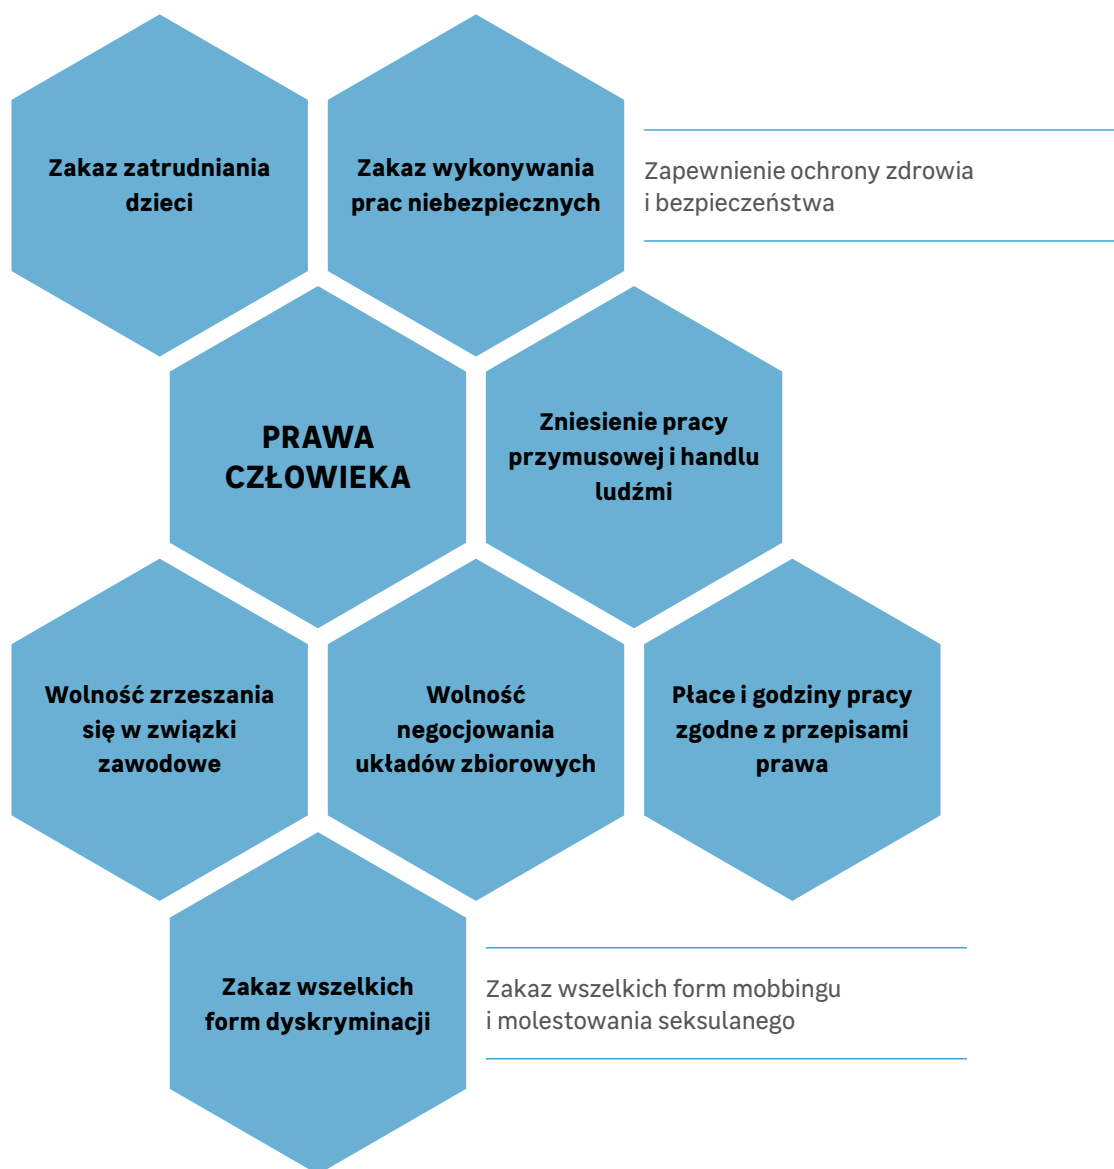 Zakaz zatrudniania
dzieci
Zakaz wykonywania
prac niebezpiecznych
Zapewnienie ochrony zdrowia
i bezpieczeństwa
PRAWA
CZŁOWIEKA
Zniesienie pracy
przymusowej i handlu
ludźmi
Wolność zrzeszania
się w związki
zawodowe
Wolność
negocjowania
układów zbiorowych
Płace i godziny pracy
zgodne z przepisami
prawa
Zakaz wszelkich
form dyskryminacji
Zakaz wszelkich form mobbingu
i molestowania seksulanego